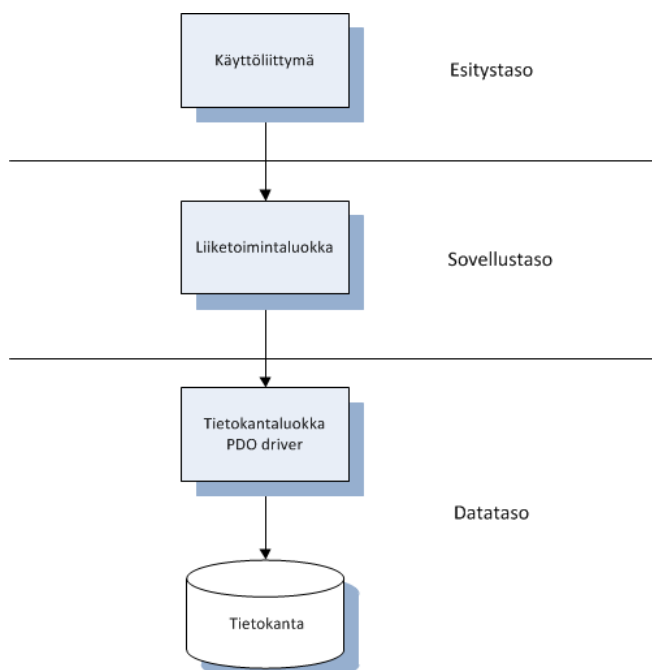 Käyttöliittymä
Esitystaso
Liiketoimintaluokka
Sovellustaso
Tietokantaluokka
PDO driver
Datataso
Tietokanta